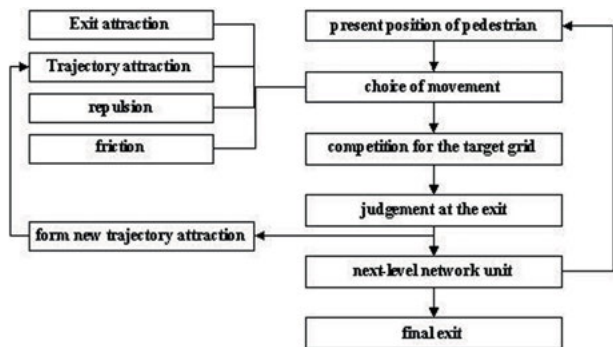 Exit attraction
Trajectory attraction
repulsion
friction
form new trajectory attraction
present position of pedestrian
choice of movement
competition for the target grid
judgement at the exit
next-level network unit
final exit